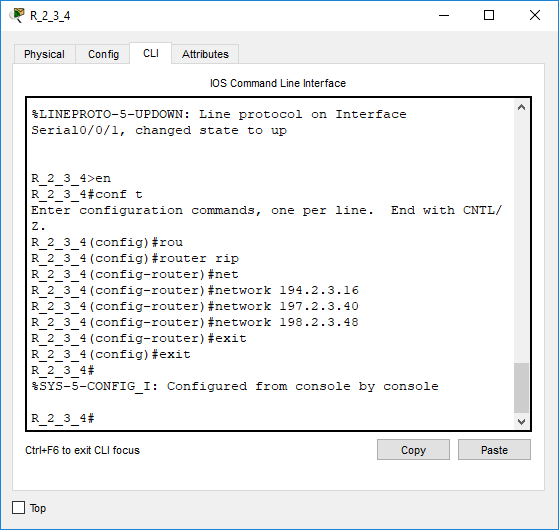 R_2_3_4
Physical Config CLI Attributes
IOS Command Line Interface
%LINEPROTO-5-UPDOWN: Line protocol on Interface
Serial0/0/1, changed state to up
R_2_3_4>en
R_2_3_4#conf t
Enter configuration commands, one per line.  End with CNTL/
Z.
R_2_3_4(config)#rou
R_2_3_4(config)#router rip
R_2_3_4(config-router)#net
R_2_3_4(config-router)#network 194.2.3.16
R_2_3_4(config-router)#network 197.2.3.40
R_2_3_4(config-router)#network 198.2.3.48
R_2_3_4(config-router)#exit
R_2_3_4(config)#exit
R_2_3_4#
%SYS-5-CONFIG_I: Configured from console by console
R_2_3_4#
Ctrl+F6 to exit CLI focus
Copy Paste
Top